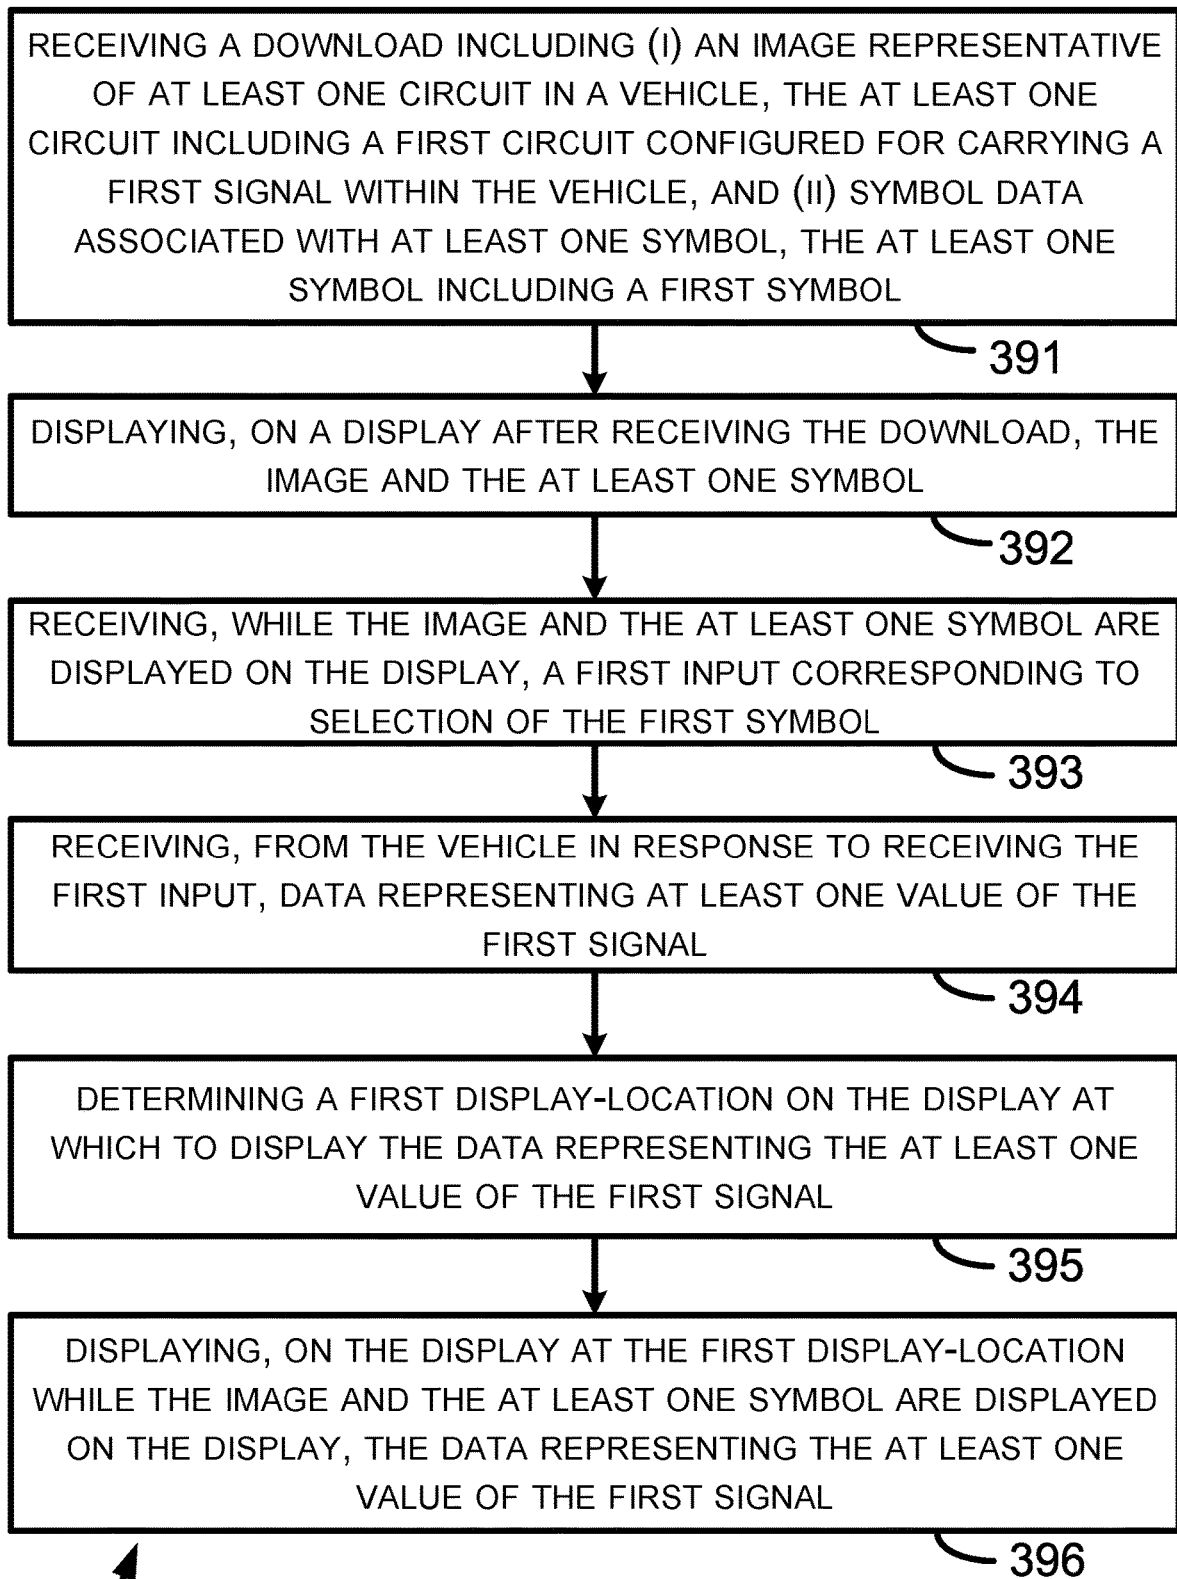 RECEIVING A DOWNLOAD INCLUDING (I) AN IMAGE REPRESENTATIVE
OF AT LEAST ONE CIRCUIT IN A VEHICLE, THE AT LEAST ONE
CIRCUIT INCLUDING A FIRST CIRCUIT CONFIGURED FOR CARRYING A
FIRST SIGNAL WITHIN THE VEHICLE, AND (II) SYMBOL DATA
ASSOCIATED WITH AT LEAST ONE SYMBOL, THE AT LEAST ONE
SYMBOL INCLUDING A FIRST SYMBOL
391
DISPLAYING, ON A DISPLAY AFTER RECEIVING THE DOWNLOAD, THE
IMAGE AND THE AT LEAST ONE SYMBOL
392
RECEIVING, WHILE THE IMAGE AND THE AT LEAST ONE SYMBOL ARE
DISPLAYED ON THE DISPLAY, A FIRST INPUT CORRESPONDING TO
SELECTION OF THE FIRST SYMBOL
393
RECEIVING, FROM THE VEHICLE IN RESPONSE TO RECEIVING THE
FIRST INPUT, DATA REPRESENTING AT LEAST ONE VALUE OF THE
FIRST SIGNAL
394
DETERMINING A FIRST DISPLAY-LOCATION ON THE DISPLAY AT
WHICH TO DISPLAY THE DATA REPRESENTING THE AT LEAST ONE
VALUE OF THE FIRST SIGNAL
395
DISPLAYING, ON THE DISPLAY AT THE FIRST DISPLAY-LOCATION
WHILE THE IMAGE AND THE AT LEAST ONE SYMBOL ARE DISPLAYED
ON THE DISPLAY, THE DATA REPRESENTING THE AT LEAST ONE
VALUE OF THE FIRST SIGNAL
396